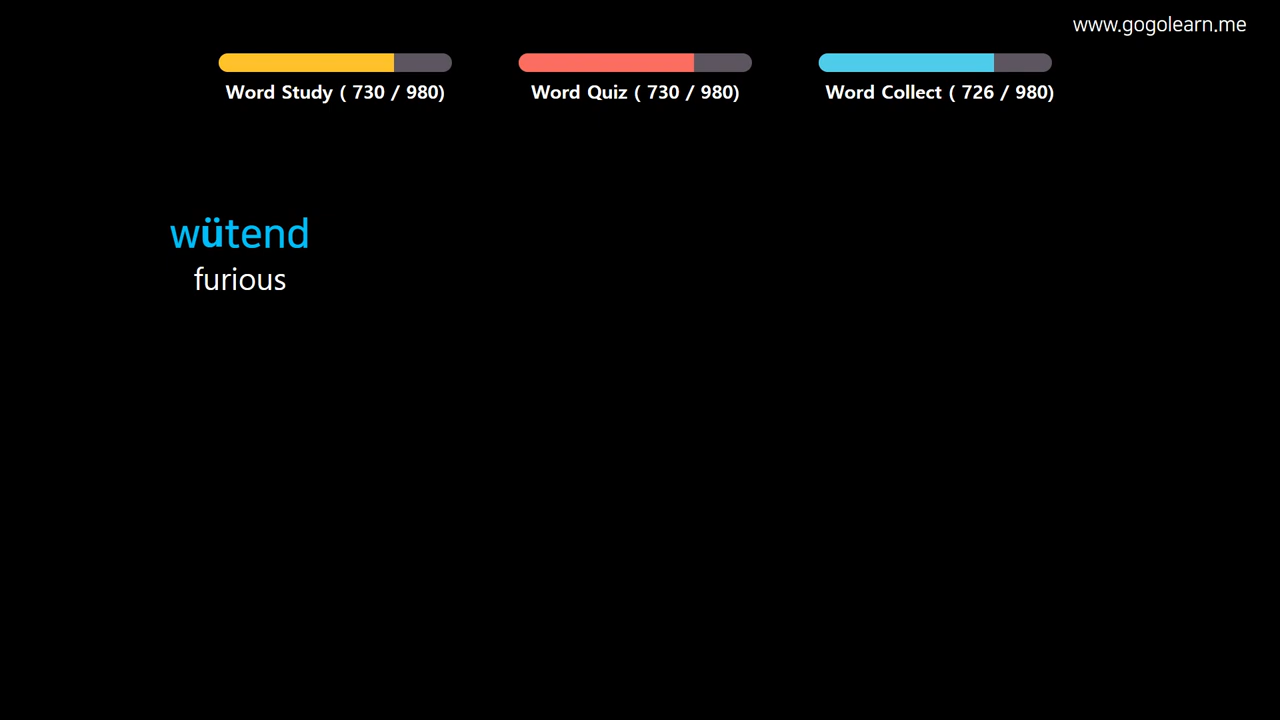 www.gogolearn.me
Word Study ( 730 / 980)
Word Quiz ( 730 / 980)
Word Collect ( 726 / 980)
wütend
furious